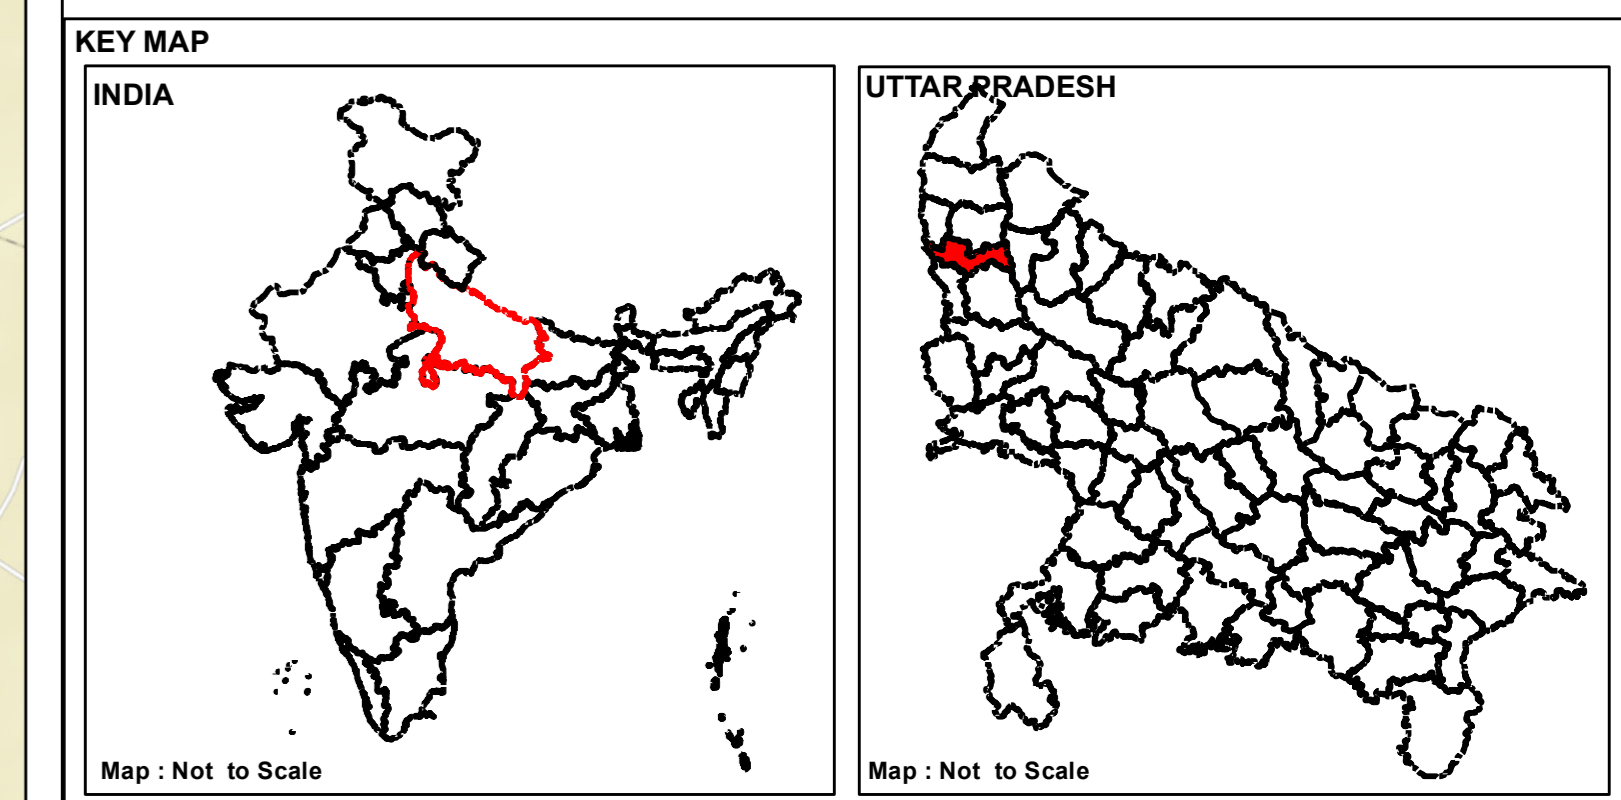 KEY MAP
INDIA
UTTAR PRADESH
Map : Not to Scale
Map : Not to Scale